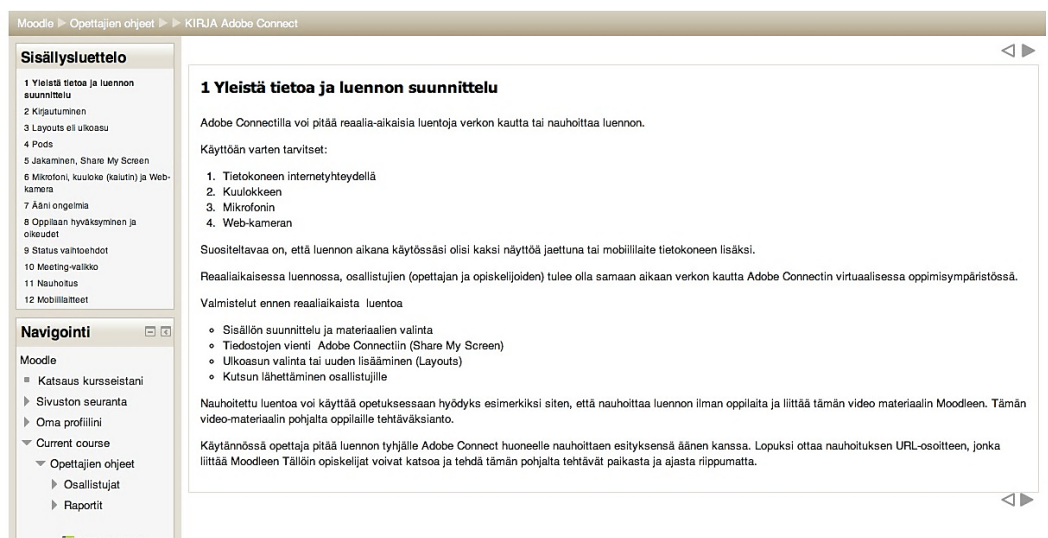 Moodle ► Opettajien ohjeet ► ► KIRJA Adobe Connect
Sisällysluettelo
1 Yleistä tietoa ja luennon
suunnittelu
2 Kirjautuminen
3 Layouts eli ulkoasu
4 Pods
5 Jakaminen, Share My Screen
6 Mikrofoni, kuuloke (kaiutin) ja Web-
kamera
7 Ääni ongelmia
8 Oppilaan hyväksyminen ja
oikeudet
9 Status vaihtoehdot
10 Meeting-valikko
11 Nauhoitus
12 Mobiililaitteet
Navigointi
Moodle
Katsaus kursseistani
Sivuston seuranta
Oma profiilini
Current course
Opettajien ohjeet
Osallistujat
Raportit
1 Yleistä tietoa ja luennon suunnittelu
Adobe Connectilla voi pitää reaalia-aikaisia luentoja verkon kautta tai nauhoittaa luennon.
Käyttöän varten tarvitset:
1. Tietokoneen internetyhteydellä
2. Kuulokkeen
3. Mikrofonin
4. Web-kameran
Suositeltavaa on, että luennon aikana käytössäsi olisi kaksi näyttöä jaettuna tai mobiililaite tietokoneen lisäksi.
Reaaliaikaisessa luennossa, osallistujien (opettajan ja opiskelijoiden) tulee olla samaan aikaan verkon kautta Adobe Connectin virtuaalisessa oppimisympäristössä.
Valmistelut ennen reaaliaikaista luentoa
Sisällön suunnittelu ja materiaalien valinta
Tiedostojen vienti Adobe Connectiin (Share My Screen)
Ulkoasun valinta tai uuden lisääminen (Layouts)
Kutsun lähettäminen osallistujille
Nauhoitettu luentoa voi käyttää opetuksessaan hyödyks esimerkiksi siten, että nauhoittaa luennon ilman oppilaita ja liittää tämän video materiaalin Moodleen. Tämän
video-materiaalin pohjalta oppilaille tehtäväksianto.
Käytännössä opettaja pitää luennon tyhjälle Adobe Connect huoneelle nauhoittaen esityksensä äänen kanssa. Lopuksi ottaa nauhoituksen URL-osoitteen, jonka
liittää Moodleen Tällöin opiskelijat voivat katsoa ja tehdä tämän pohjalta tehtävät paikasta ja ajasta riippumatta.